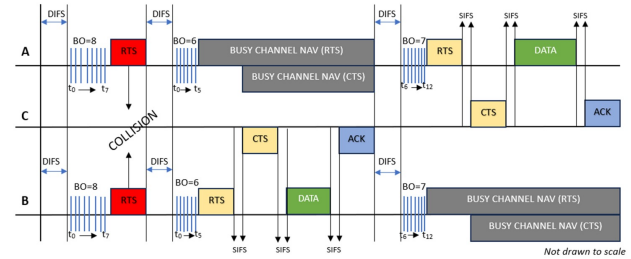 DIFS DIFS DIFS SIFS SIFS SIFS
BO=8 BO=6 BO=7
A RTS BUSY CHANNEL NAV (RTS) RTS DATA
BUSY CHANNEL NAV (CTS)
t0 t7 t0 t5 t6 t12
C COLLISION CTS ACK CTS ACK
DIFS DIFS DIFS
BO=8 BO=6 BO=7
B RTS RTS DATA BUSY CHANNEL NAV (RTS)
BUSY CHANNEL NAV (CTS)
t0 t7 t0 t5 t6 t12
SIFS SIFS SIFS
Not drawn to scale